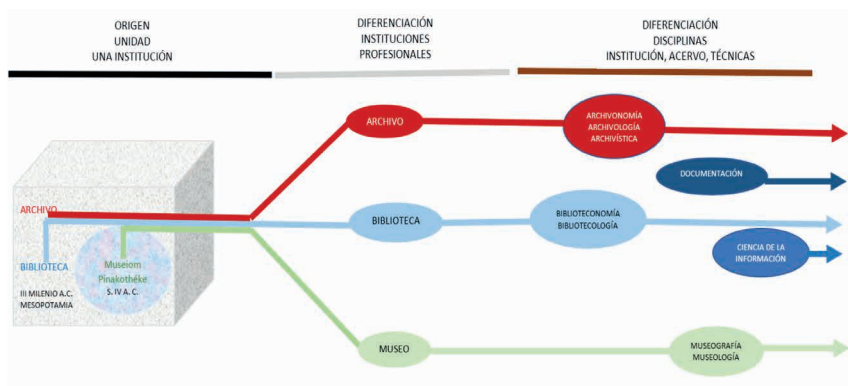 ORIGEN
UNIDAD
UNA INSTITUCIÓN
DIFERENCIACIÓN
INSTITUCIONES
PROFESIONALES
DIFERENCIACIÓN
DISCIPLINAS
INSTITUCIÓN, ACERVO, TÉCNICAS
ARCHIVO
ARCHIVONOMÍA
ARCHIVOLOGÍA
ARCHIVÍSTICA
DOCUMENTACIÓN
ARCHIVO
BIBLIOTECA
BIBLIOTECONOMÍA
BIBLIOTECOLOGÍA
CIENCIA DE LA
INFORMACIÓN
BIBLIOTECA
Museiom
Pinakothéke
S. IV A. C.
III MILENIO A.C,
MESOPOTAMIA
MUSEO
MUSEOGRAFÍA
MUSEOLOGÍA